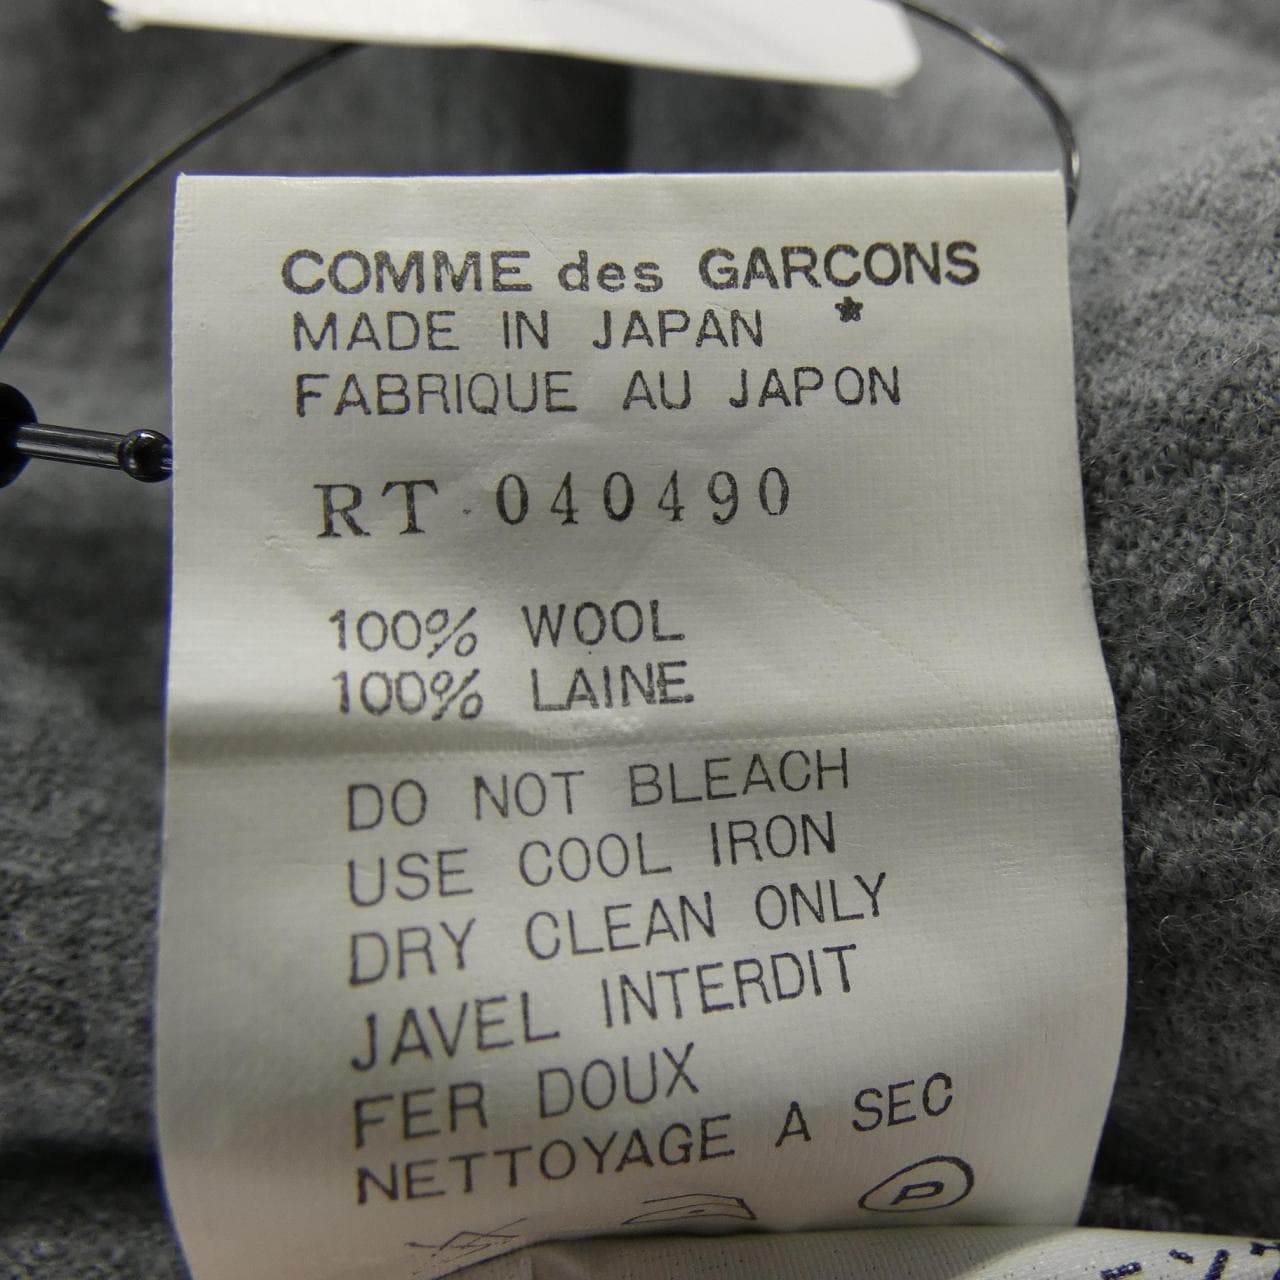 COMME des GARÇONS
MADE IN JAPAN
FABRIQUE AU JAPON
RT 040490
100% WOOL
100% LAINE
DO NOT BLEACH
USE COOL IRON
DRY CLEAN ONLY
JAVEL INTERDIT
FER DOUX
NETTOYAGE A SEC
P